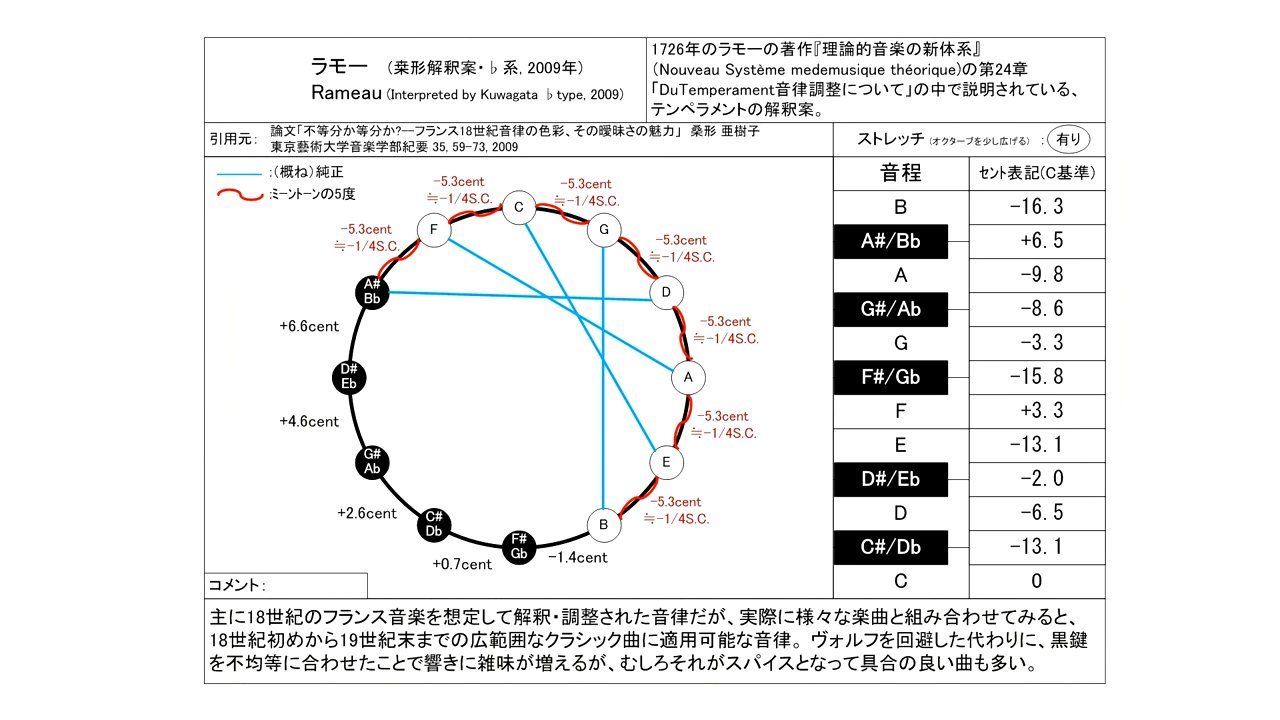 ラモー （桒形解釈案・♭系, 2009年）
Rameau (Interpreted by Kuwagata ♭type, 2009)
1726年のラモーの著作『理論的音楽の新体系』
（Nouveau Système medemusique théorique)の第24章
「DuTemperament音律調整について」の中で説明されている、
テンペラメントの解釈案。
引用元:
論文「不等分か等分か?--フランス18世紀音律の色彩、その曖昧さの魅力」 桒形 亜樹子
東京藝術大学音楽学部紀要 35, 59-73, 2009
ストレッチ (オクターブを少し広げる) : 有り
:（概ね）純正
:ミーントーンの5度
-5.3cent
≒-1/4S.C.
-5.3cent
≒-1/4S.C.
-5.3cent
≒-1/4S.C.
-5.3cent
≒-1/4S.C.
-5.3cent
≒-1/4S.C.
-5.3cent
≒-1/4S.C.
-5.3cent
≒-1/4S.C.
C
G
D
A
E
B
F#
Gb
C#
Db
G#
Ab
D#
Eb
A#
Bb
F
+6.6cent
+4.6cent
+2.6cent
+0.7cent
-1.4cent
音程 セント表記(C基準)
B -16.3
A#/Bb +6.5
A -9.8
G#/Ab -8.6
G -3.3
F#/Gb -15.8
F +3.3
E -13.1
D#/Eb -2.0
D -6.5
C#/Db -13.1
C 0
コメント:
主に18世紀のフランス音楽を想定して解釈・調整された音律だが、実際に様々な楽曲と組み合わせてみると、
18世紀初めから19世紀末までの広範囲なクラシック曲に適用可能な音律。ヴォルフを回避した代わりに、黒鍵
を不均等に合わせたことで響きに雑味が増えるが、むしろそれがスパイスとなって具合の良い曲も多い。